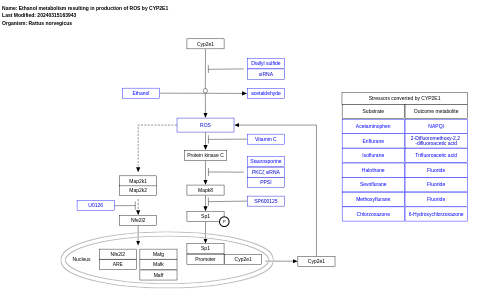 Name: Ethanol metabolism resulting in production of ROS by CYP2E1
Last Modified: 20240315163943
Organism: Rattus norvegicus
Cyp2e1
Diallyl sulfide
siRNA
Ethanol
acetaldehyde
ROS
Vitamin C
Protein kinase C
Staurosporine
PKCζ siRNA
PPSI
Map2k1
Map2k2
Mapk8
SP600125
U0126
Nfe2l2
Sp1
P
Nucleus
Nfe2l2
ARE
Mafg
Mafk
Maff
Sp1
Promoter
Cyp2e1
Cyp2e1
Stressors converted by CYP2E1
Substrate
Outcome metabolite
Acetaminophen
NAPQI
Enflurane
2-Difluoromethoxy-2,2
-difluoroacetic acid
Isoflurane
Trifluoroacetic acid
Halothane
Fluoride
Sevoflurane
Fluoride
Methoxyflurane
Fluoride
Chlorzoxazone
6-Hydroxychlorzoxazone